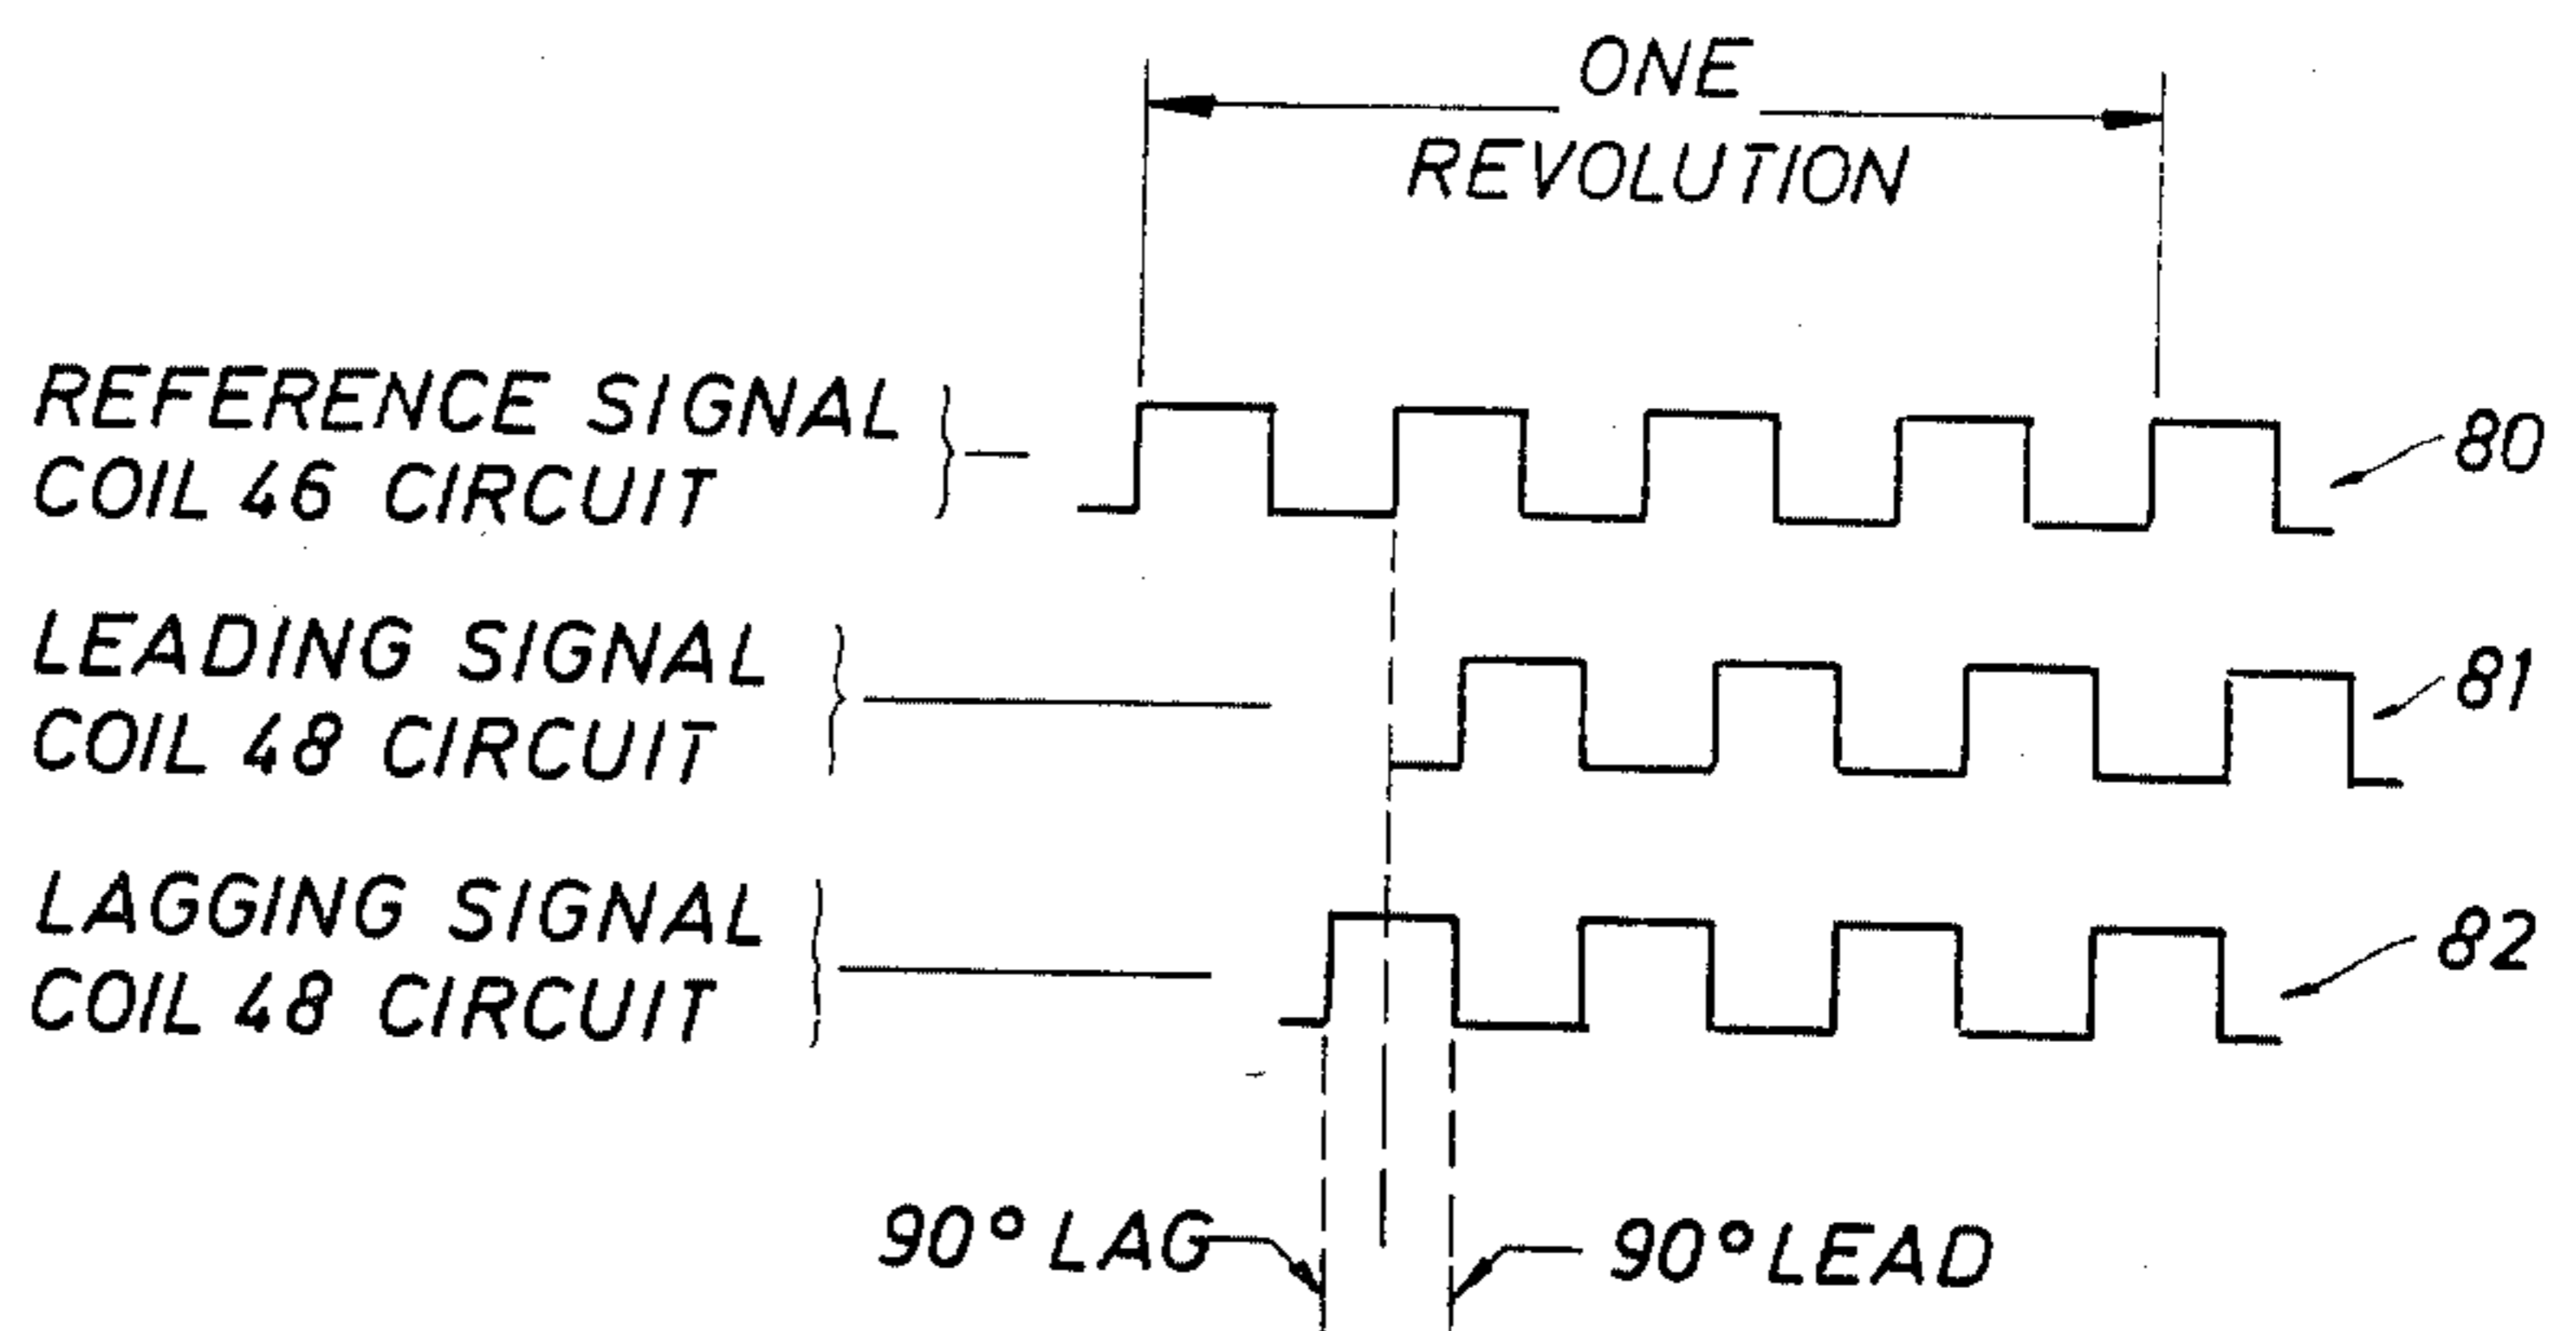 ONE
REVOLUTION
REFERENCE SIGNAL
COIL 46 CIRCUIT
80
LEADING SIGNAL
COIL 48 CIRCUIT
81
LAGGING SIGNAL
COIL 48 CIRCUIT
82
90° LAG
90° LEAD